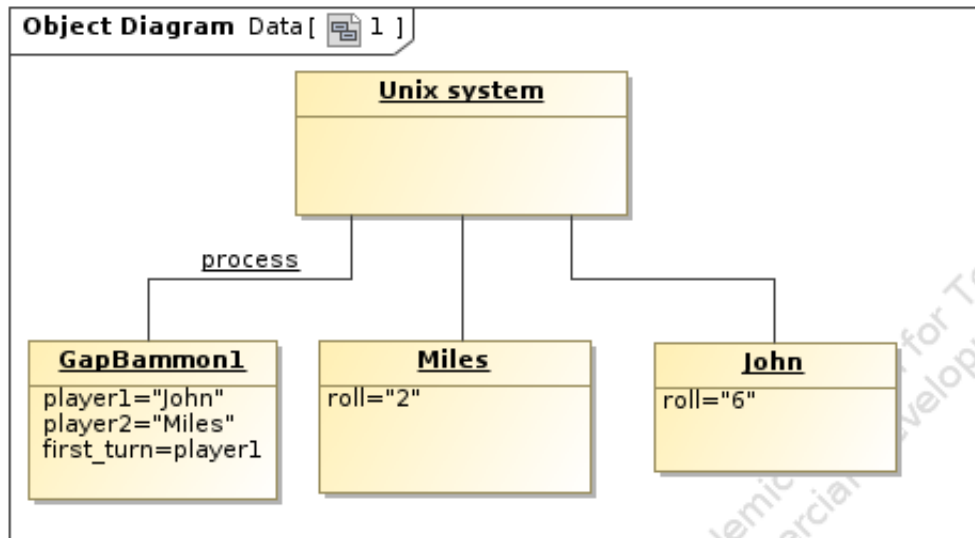 Object Diagram Data [ 1 ]
Unix system
process
GapBammon1
player1="John"
player2="Miles"
first_turn=player1
Miles
roll="2"
John
roll="6"
for